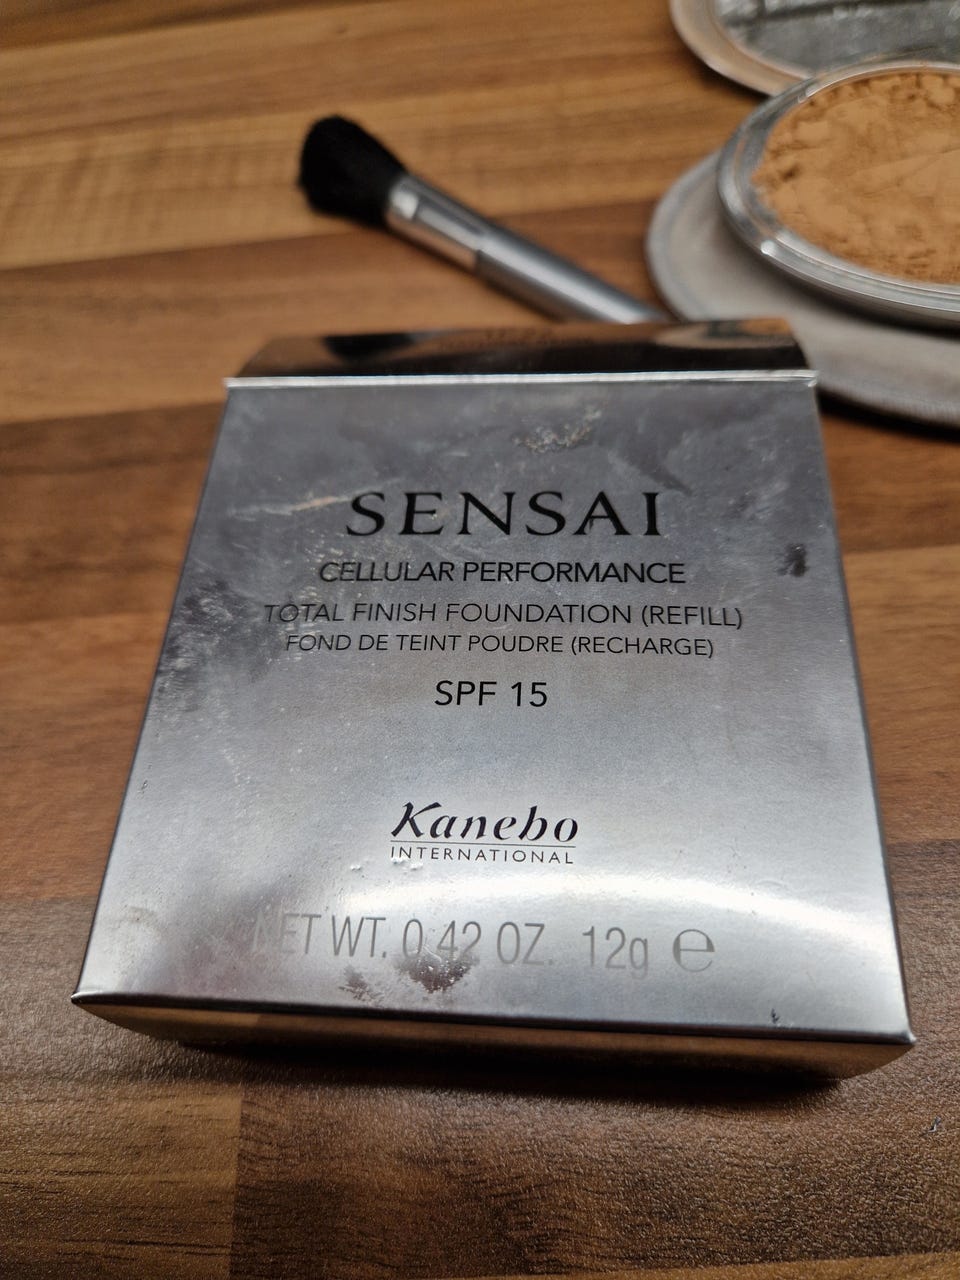 SENSAI
CELLULAR PERFORMANCE
TOTAL FINISH FOUNDATION (REFILL)
FOND DE TEINT POUDRE (RECHARGE)
SPF 15
Kanebo
INTERNATIONAL
NET WT. 0.42 OZ. 12g ℮